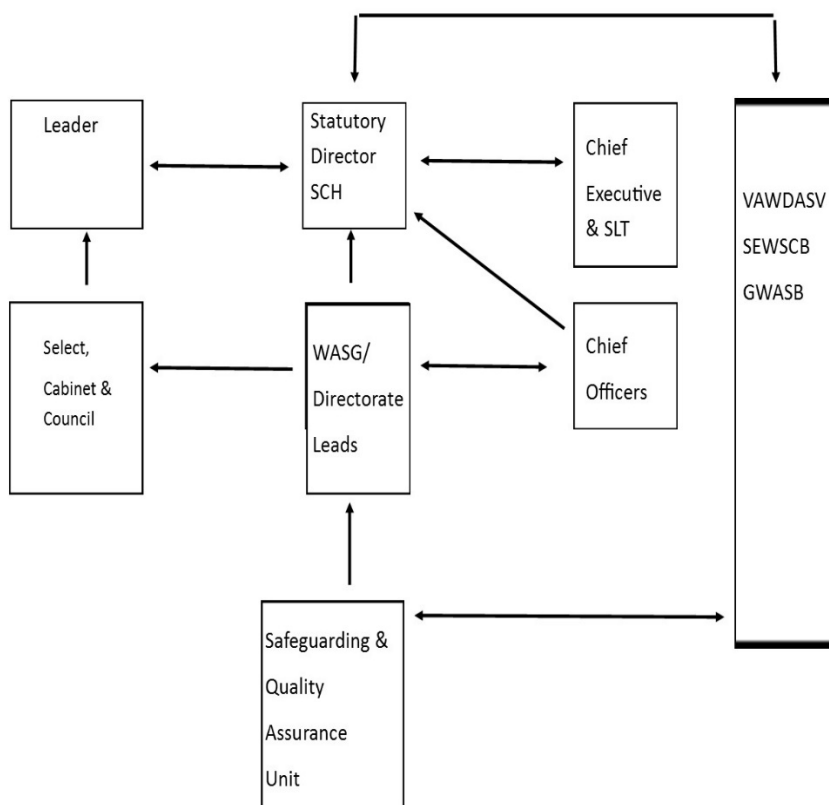 Leader
Statutory
Director
SCH
Chief
Executive
& SLT
VAWDASV
SEWSCB
GWASB
Select,
Cabinet &
Council
WASG/
Directorate
Leads
Chief
Officers
Safeguarding &
Quality
Assurance
Unit